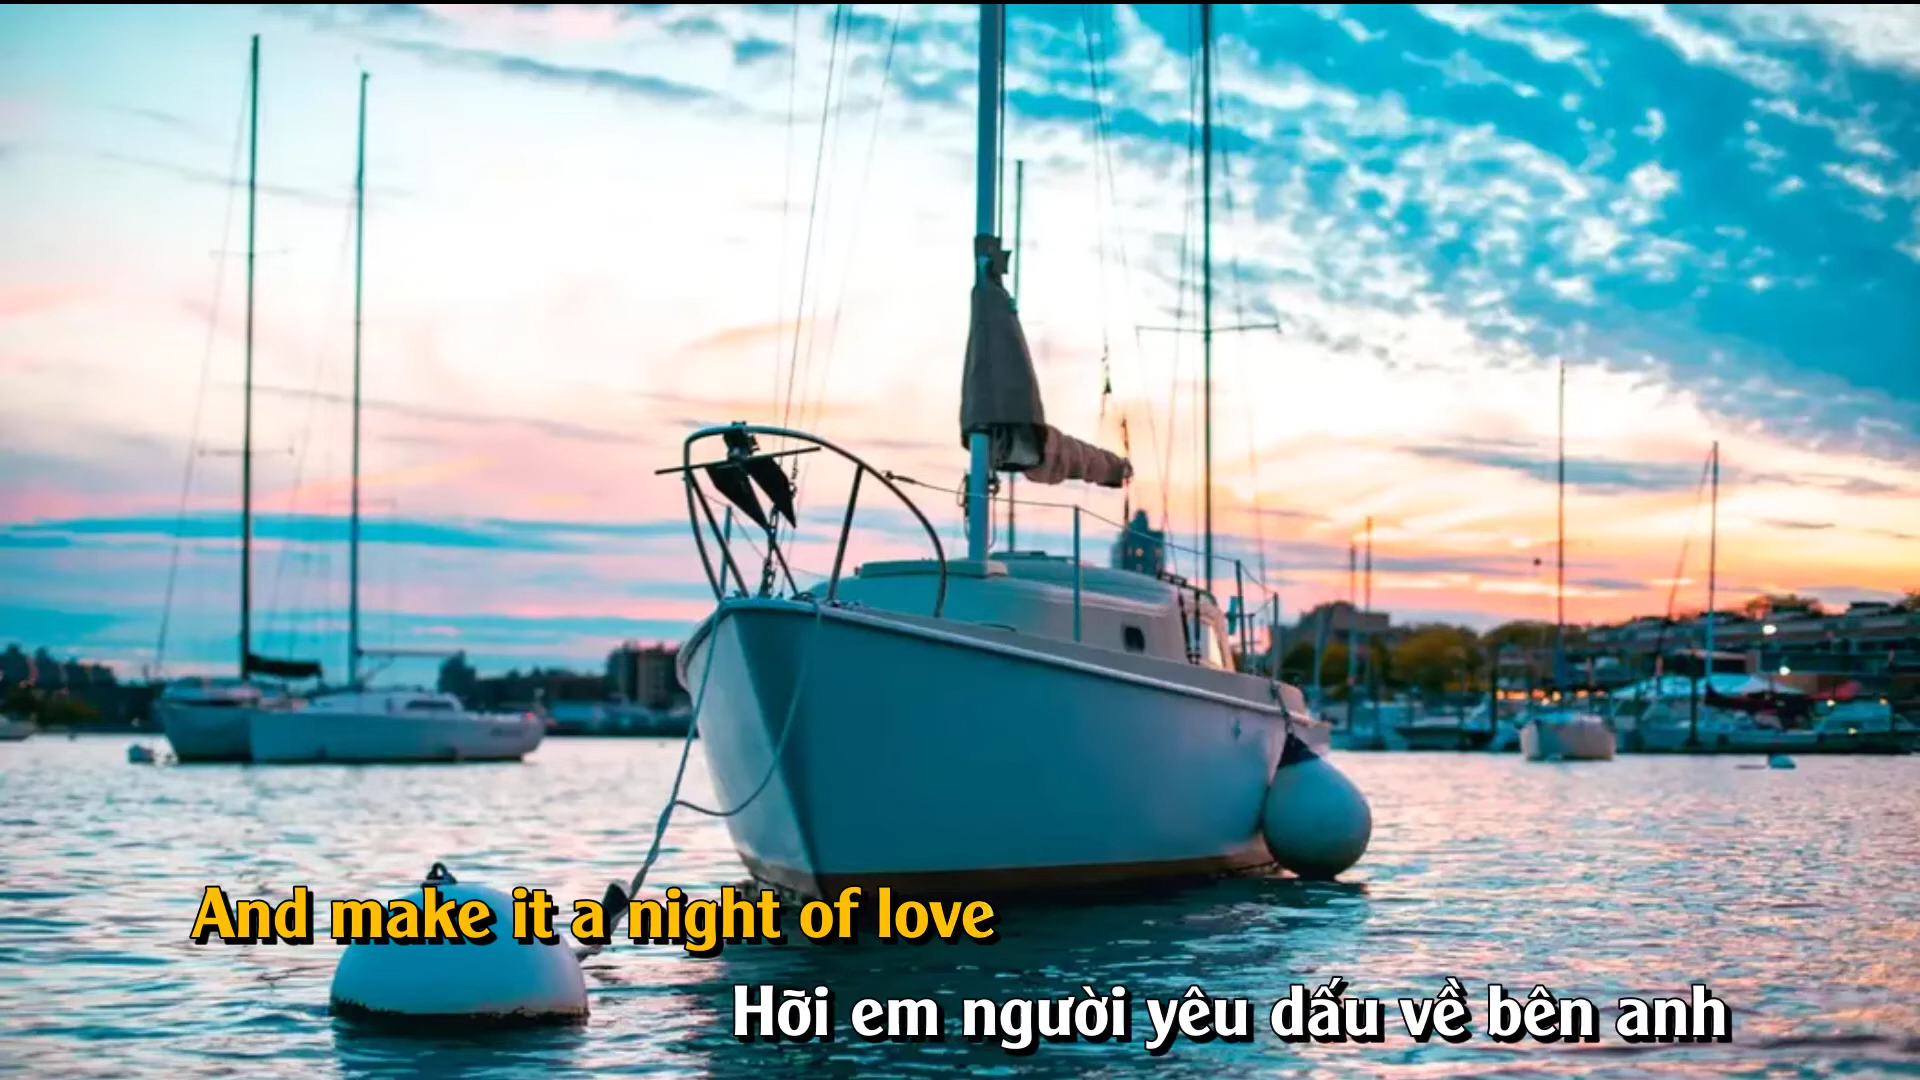 And make it a night of love
Hỡi em người yêu dấu về bên anh